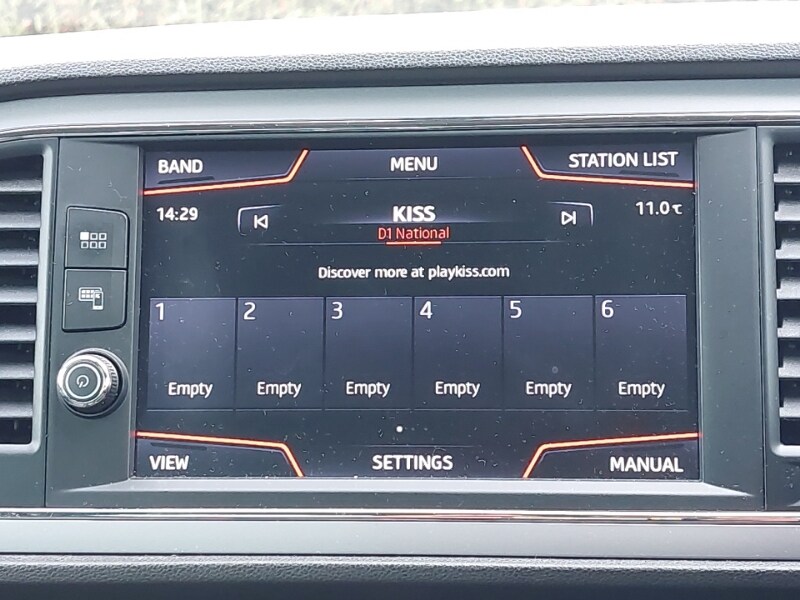 BAND MENU STATION LIST
14:29 KISS 11.0℃
D1 National
Discover more at playkiss.com
1 2 3 4 5 6
Empty Empty Empty Empty Empty Empty
VIEW SETTINGS MANUAL